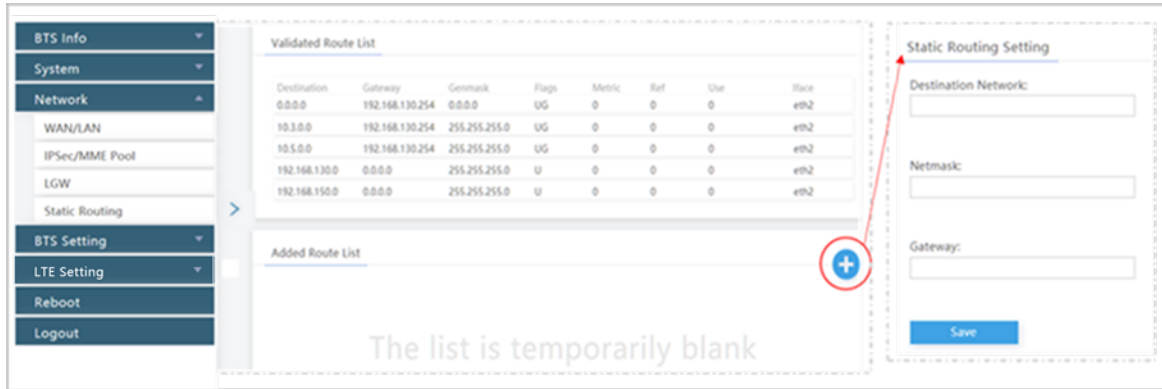 BTS Info
System
Network
WAN/LAN
IPSec/MME Pool
LGW
Static Routing
BTS Setting
LTE Setting
Reboot
Logout
Validated Route List
Destination Gateway Genmask Flags Metric Ref Use Iface
0.0.0.0 192.168.130.254 0.0.0.0 UG 0 0 0 eth2
10.3.0.0 192.168.130.254 255.255.255.0 UG 0 0 0 eth2
10.5.0.0 192.168.130.254 255.255.255.0 UG 0 0 0 eth2
192.168.130.0 0.0.0.0 255.255.255.0 U 0 0 0 eth2
192.168.150.0 0.0.0.0 255.255.255.0 U 0 0 0 eth2
Added Route List
The list is temporarily blank
Static Routing Setting
Destination Network:
Netmask:
Gateway:
Save